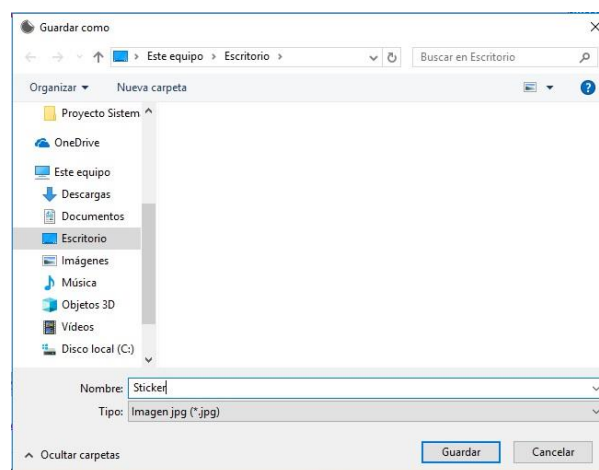 Guardar como
Este equipo > Escritorio >
Buscar en Escritorio
Organizar
Nueva carpeta
Proyecto Sistem
OneDrive
Este equipo
Descargas
Documentos
Escritorio
Imágenes
Música
Objetos 3D
Vídeos
Disco local (C:)
Nombre: Sticker
Tipo: Imagen jpg (*.jpg)
Ocultar carpetas
Guardar
Cancelar